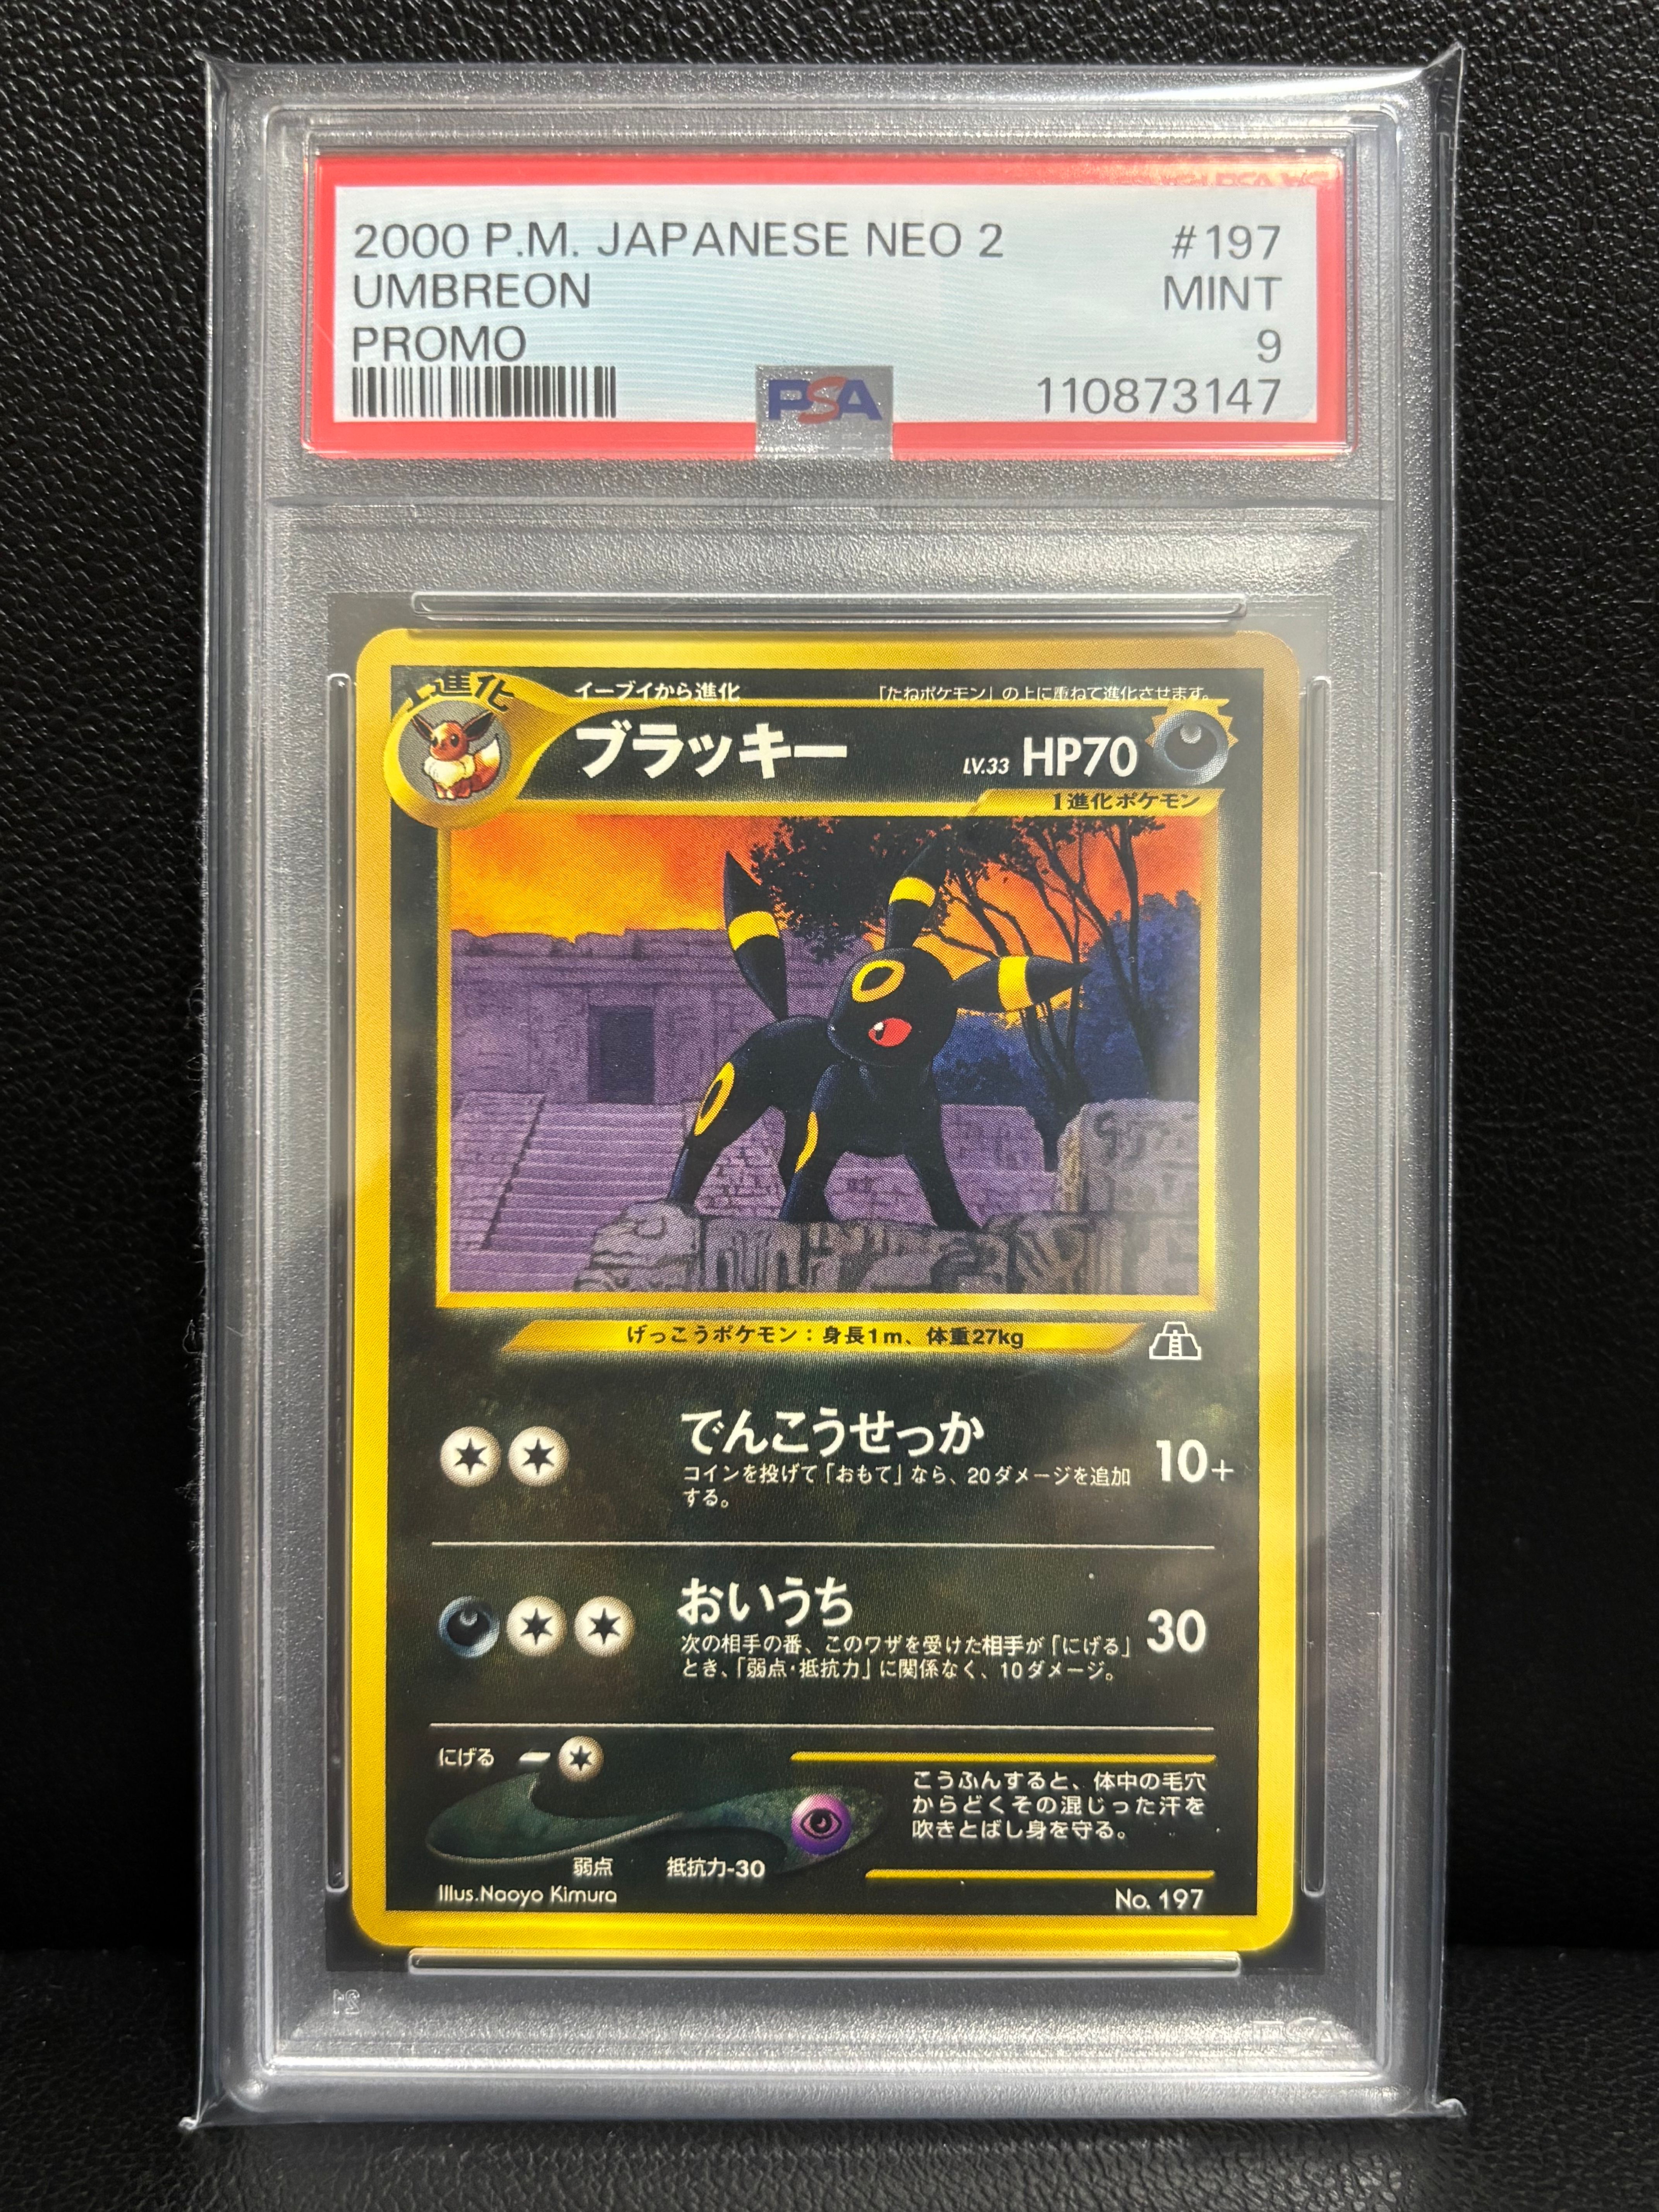 2000 P.M. JAPANESE NEO 2 #197
UMBREON MINT
PROMO 9
PSA 110873147
1進化
イーブイから進化 「たねポケモン」の上に重ねて進化させます。
ブラッキー LV.33 HP70
1進化ポケモン
げっこうポケモン：身長1m、体重27kg
でんこうせっか 10+
コインを投げて「おもて」なら、20ダメージを追加
する。
おいうち 30
次の相手の番、このワザを受けた相手が「にげる」
とき、「弱点・抵抗力」に関係なく、10ダメージ。
にげる
こうふんすると、体中の毛穴
からどくその混じった汗を
吹きとばし身を守る。
弱点 抵抗力-30
Illus.Naoyo Kimura No. 197